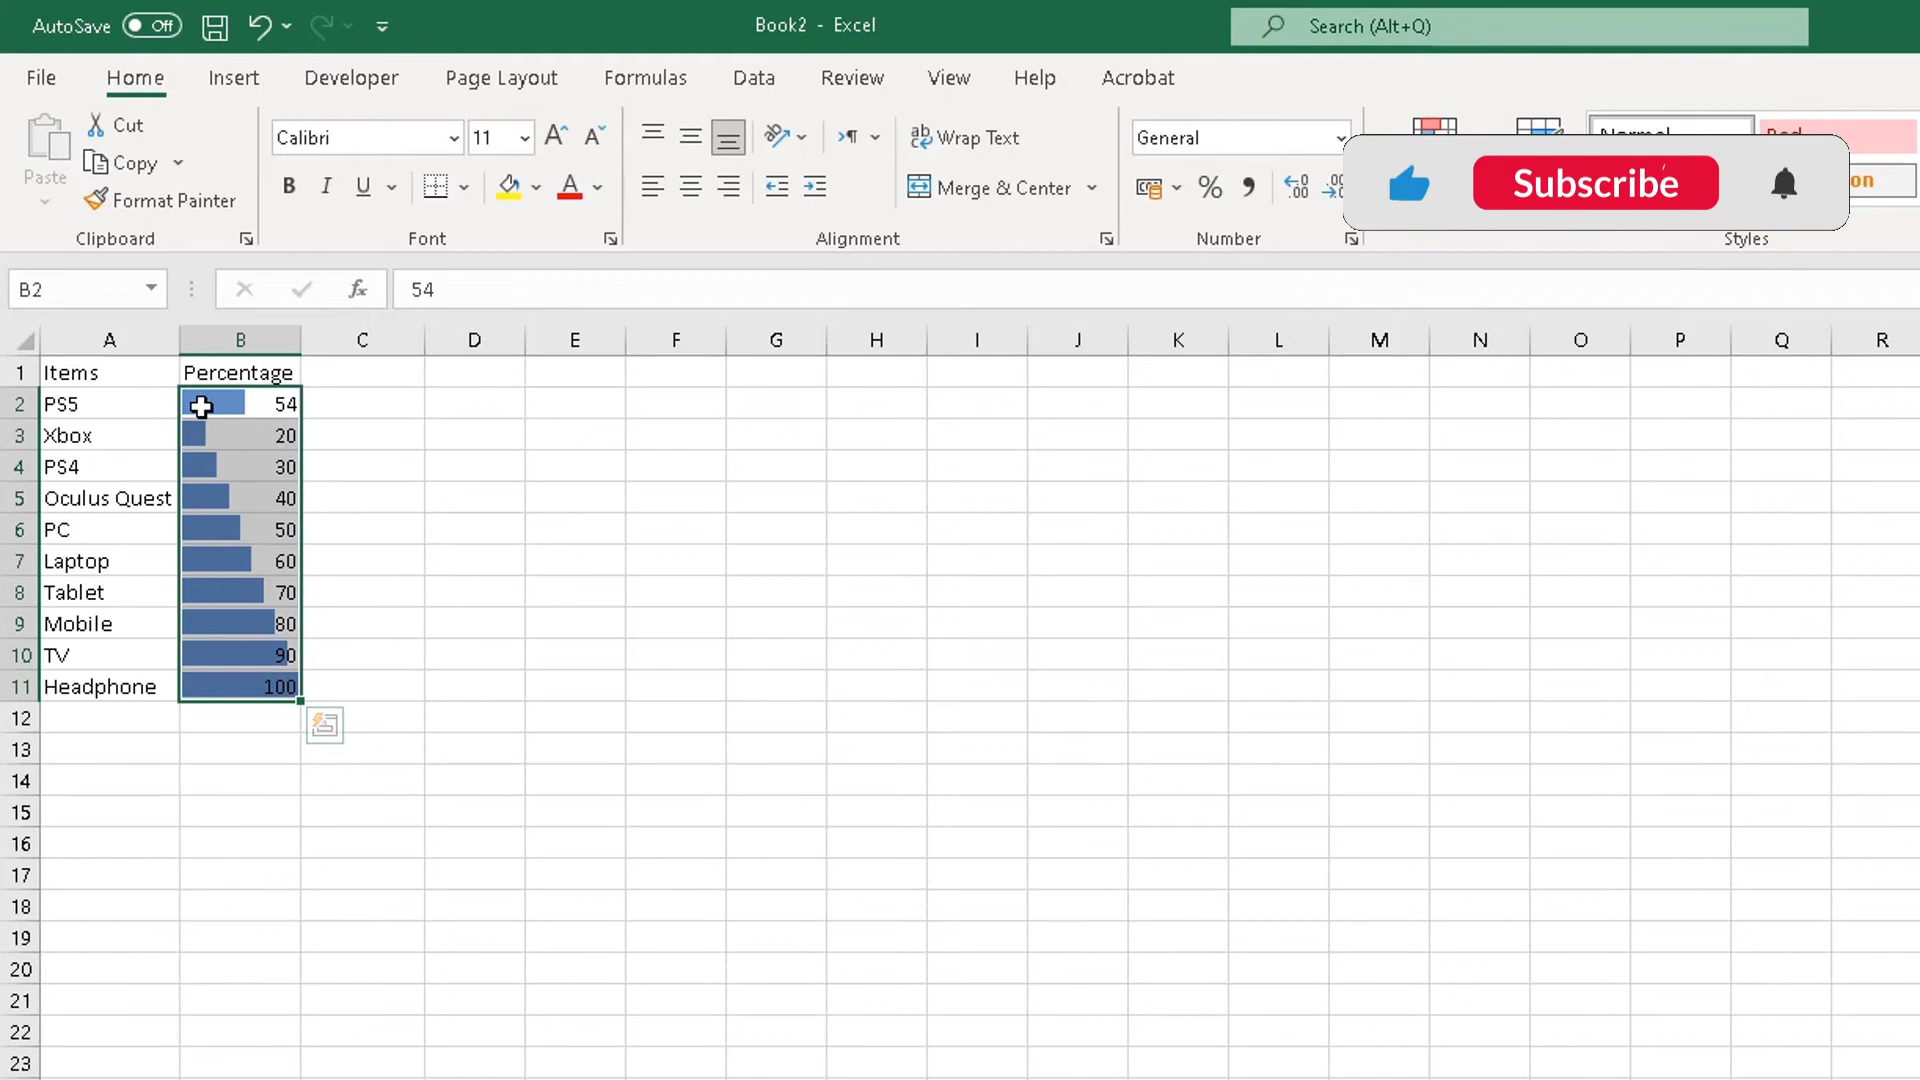 AutoSave Off Book2 - Excel Search (Alt+Q)
File Home Insert Developer Page Layout Formulas Data Review View Help Acrobat
Paste Cut Copy Format Painter
Calibri 11
B I U A
ab Wrap Text
Merge & Center
General
% .00
Subscribe
Clipboard Font Alignment Number Styles
B2 fx 54
A B C D E F G H I J K L M N O P Q R
1 Items Percentage
2 PS5 54
3 Xbox 20
4 PS4 30
5 Oculus Quest 40
6 PC 50
7 Laptop 60
8 Tablet 70
9 Mobile 80
10 TV 90
11 Headphone 100
12
13
14
15
16
17
18
19
20
21
22
23